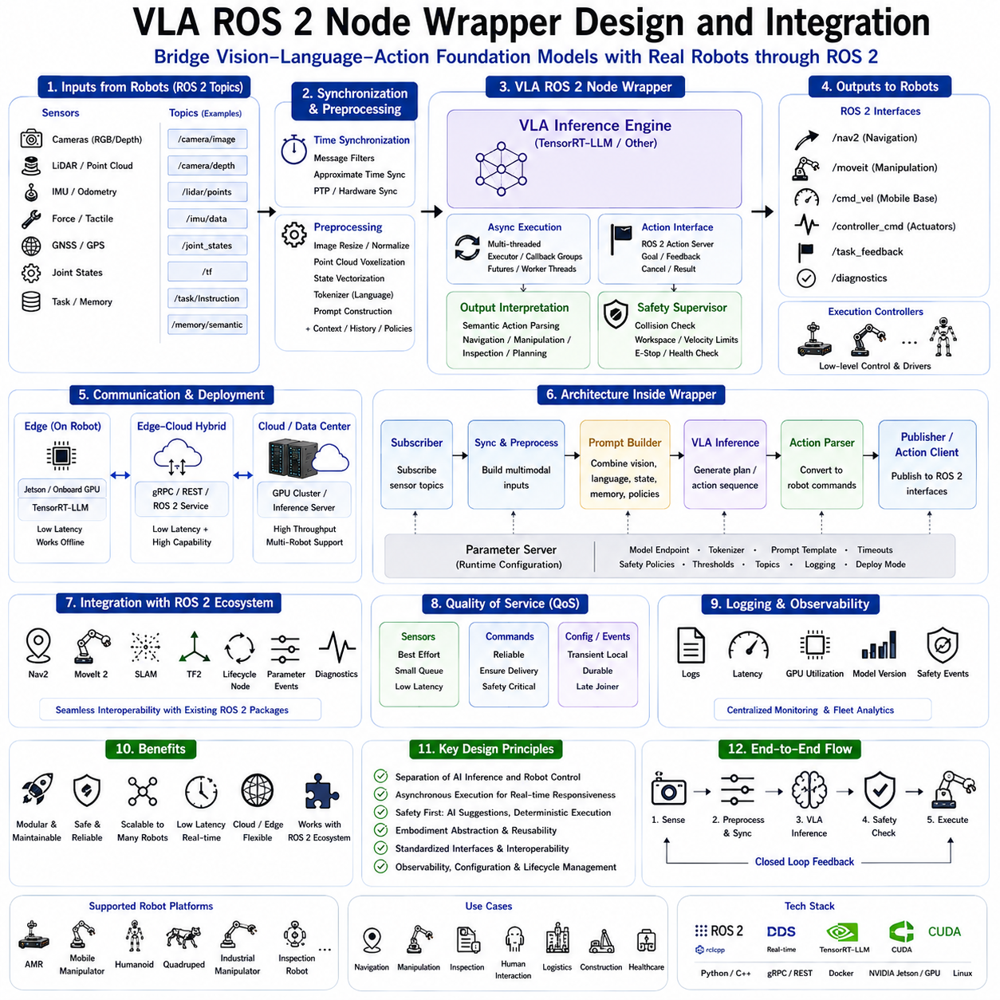 VLA ROS 2 Node Wrapper Design and Integration
Bridge Vision–Language–Action Foundation Models with Real Robots through ROS 2
1. Inputs from Robots (ROS 2 Topics)
Sensors
Topics (Examples)
Cameras (RGB/Depth)
/camera/image
LiDAR / Point Cloud
/camera/depth
IMU / Odometry
/lidar/points
Force / Tactile
/imu/data
GNSS / GPS
/joint_states
Joint States
/tf
Task / Memory
/task/Instruction
/memory/semantic
2. Synchronization
& Preprocessing
Time Synchronization
Message Filters
Approximate Time Sync
PTP / Hardware Sync
Preprocessing
Image Resize / Normalize
Point Cloud Voxelization
State Vectorization
Tokenizer (Language)
Prompt Construction
+ Context / History / Policies
3. VLA ROS 2 Node Wrapper
VLA Inference Engine
(TensorRT-LLM / Other)
Async Execution
Multi-threaded
Executor / Callback Groups
Futures / Worker Threads
Action Interface
ROS 2 Action Server
Goal / Feedback
Cancel / Result
Output Interpretation
Semantic Action Parsing
Navigation / Manipulation /
Inspection / Planning
Safety Supervisor
Collision Check
Workspace / Velocity Limits
E-Stop / Health Check
4. Outputs to Robots
ROS 2 Interfaces
/nav2 (Navigation)
/moveit (Manipulation)
/cmd_vel (Mobile Base)
/controller_cmd (Actuators)
/task_feedback
/diagnostics
Execution Controllers
...
Low-level Control & Drivers
5. Communication & Deployment
Edge (On Robot)
Jetson / Onboard GPU
TensorRT-LLM
Low Latency
Works Offline
Edge–Cloud Hybrid
gRPC / REST /
ROS 2 Service
Low Latency +
High Capability
Cloud / Data Center
GPU Cluster /
Inference Server
High Throughput
Multi-Robot Support
6. Architecture Inside Wrapper
Subscriber
Subscribe
sensor topics
Sync & Preprocess
Build multimodal
inputs
Prompt Builder
Combine vision,
language, state,
memory, policies
VLA Inference
Generate plan /
action sequence
Action Parser
Convert to
robot commands
Publisher /
Action Client
Publish to ROS 2
interfaces
Parameter Server
(Runtime Configuration)
Model Endpoint • Tokenizer • Prompt Template • Timeouts
Safety Policies • Thresholds • Topics • Logging • Deploy Mode
7. Integration with ROS 2 Ecosystem
Nav2
MoveIt 2
SLAM
TF2
Lifecycle
Node
Parameter
Events
Diagnostics
Seamless Interoperability with Existing ROS 2 Packages
8. Quality of Service (QoS)
Sensors
Best Effort
Small Queue
Low Latency
Commands
Reliable
Ensure Delivery
Safety Critical
Config / Events
Transient Local
Durable
Late Joiner
9. Logging & Observability
Logs
Latency
GPU Utilization
Model Version
Safety Events
Centralized Monitoring & Fleet Analytics
10. Benefits
Modular &
Maintainable
Safe &
Reliable
Scalable to
Many Robots
Low Latency
Real-time
Cloud / Edge
Flexible
Works with
ROS 2 Ecosystem
11. Key Design Principles
Separation of AI Inference and Robot Control
Asynchronous Execution for Real-time Responsiveness
Safety First: AI Suggestions, Deterministic Execution
Embodiment Abstraction & Reusability
Standardized Interfaces & Interoperability
Observability, Configuration & Lifecycle Management
12. End-to-End Flow
1. Sense
2. Preprocess
& Sync
3. VLA
Inference
4. Safety
Check
5. Execute
Closed Loop Feedback
Supported Robot Platforms
AMR
Mobile
Manipulator
Humanoid
Quadruped
Industrial
Manipulator
Inspection
Robot
...
Use Cases
Navigation
Manipulation
Inspection
Human
Interaction
Logistics
Construction
Healthcare
Tech Stack
ROS 2
rclcpp
DDS
Real-time
TensorRT-LLM
CUDA
CUDA
Python / C++
gRPC / REST
Docker
NVIDIA Jetson / GPU
Linux